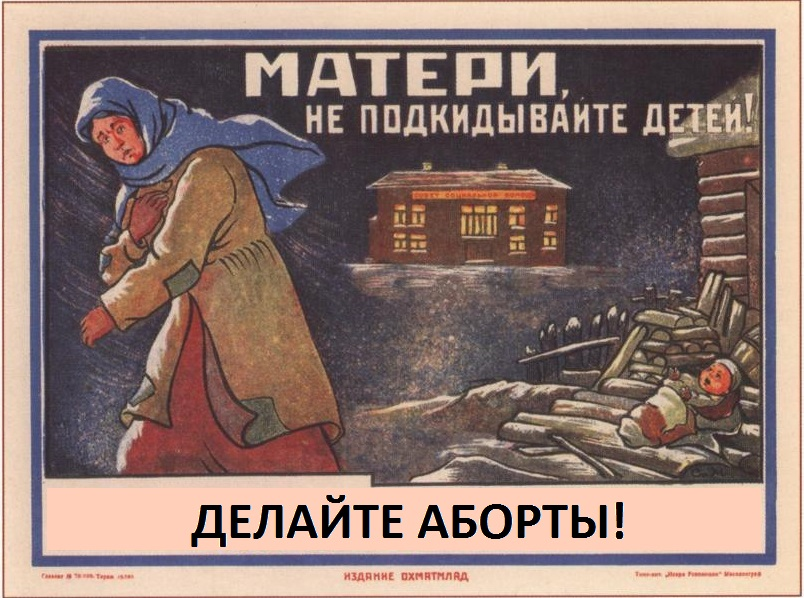 МАТЕРИ,
НЕ ПОДКИДЫВАЙТЕ ДЕТЕЙ!
ДЕЛАЙТЕ АБОРТЫ!
ИЗДАНИЕ ОХМАТМЛАД